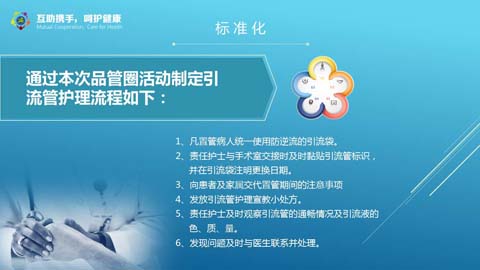 互助携手，呵护健康
Mutual Cooperation, Care for Health
标准化
通过本次品管圈活动制定引
流管护理流程如下：
1、凡置管病人统一使用防逆流的引流袋。
2、责任护士与手术室交接时及时黏贴引流管标识，
并在引流袋注明更换日期。
3、向患者及家属交代置管期间的注意事项
4、发放引流管护理宣教小处方。
5、责任护士及时观察引流管的通畅情况及引流液的
色、质、量。
6、发现问题及时与医生联系并处理。